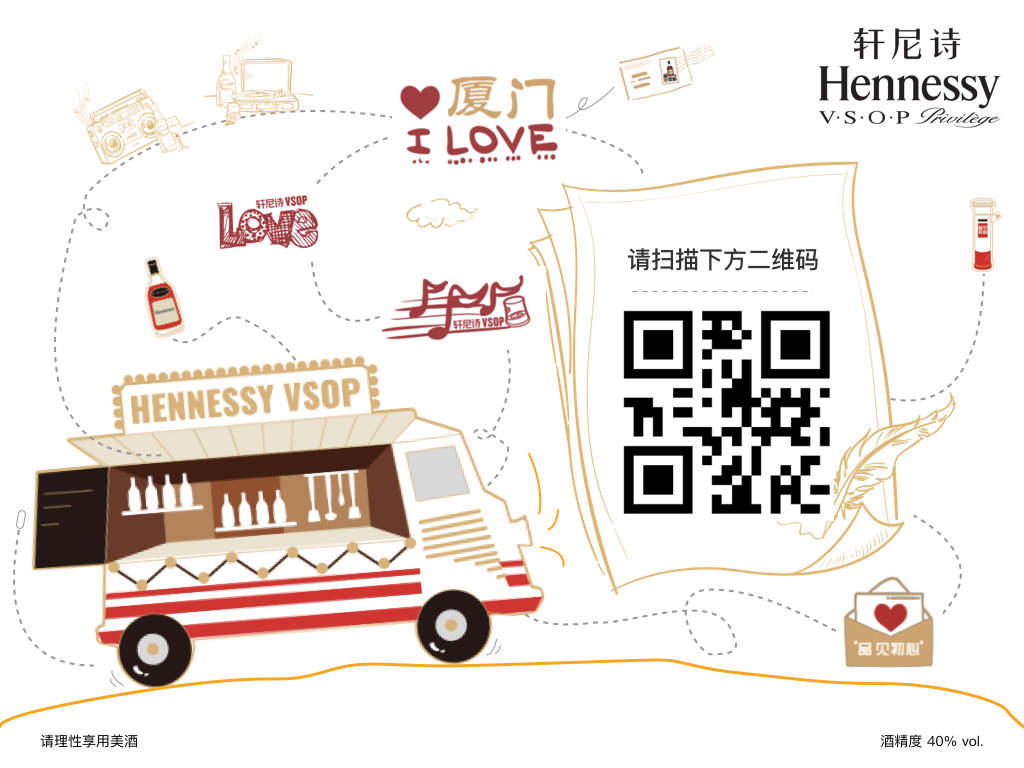 轩尼诗
Hennessy
V·S·O·P Privilège
厦门
I LOVE
轩尼诗VSOP
Love
轩尼诗VSOP
请扫描下方二维码
Hennessy
HENNESSY VSOP
"品见初心"
请理性享用美酒
酒精度 40% vol.